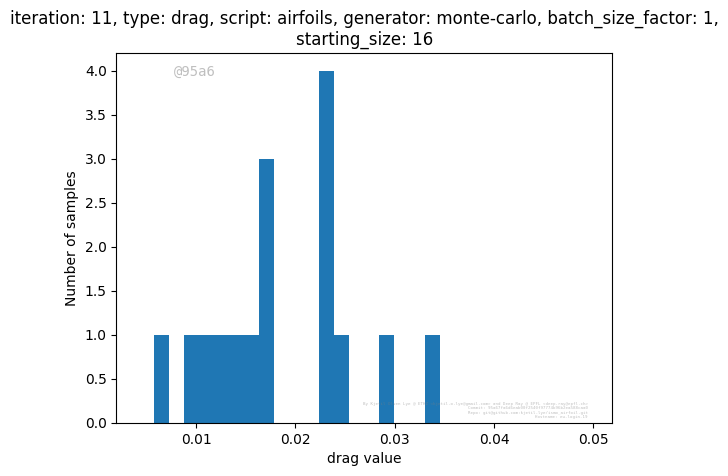 iteration: 11, type: drag, script: airfoils, generator: monte-carlo, batch_size_factor: 1,
starting_size: 16
@95a6
4.0
3.5
3.0
2.5
2.0
1.5
1.0
0.5
0.0
Number of samples
0.01
0.02
0.03
0.04
0.05
drag value